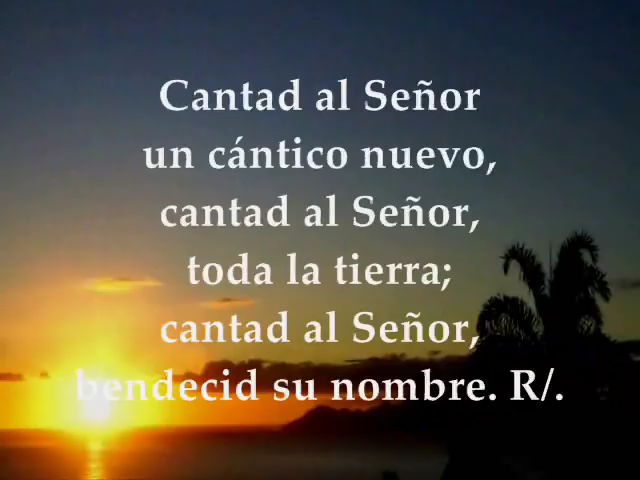 Cantad al Señor
un cántico nuevo,
cantad al Señor,
toda la tierra;
cantad al Señor,
bendecid su nombre. R/.